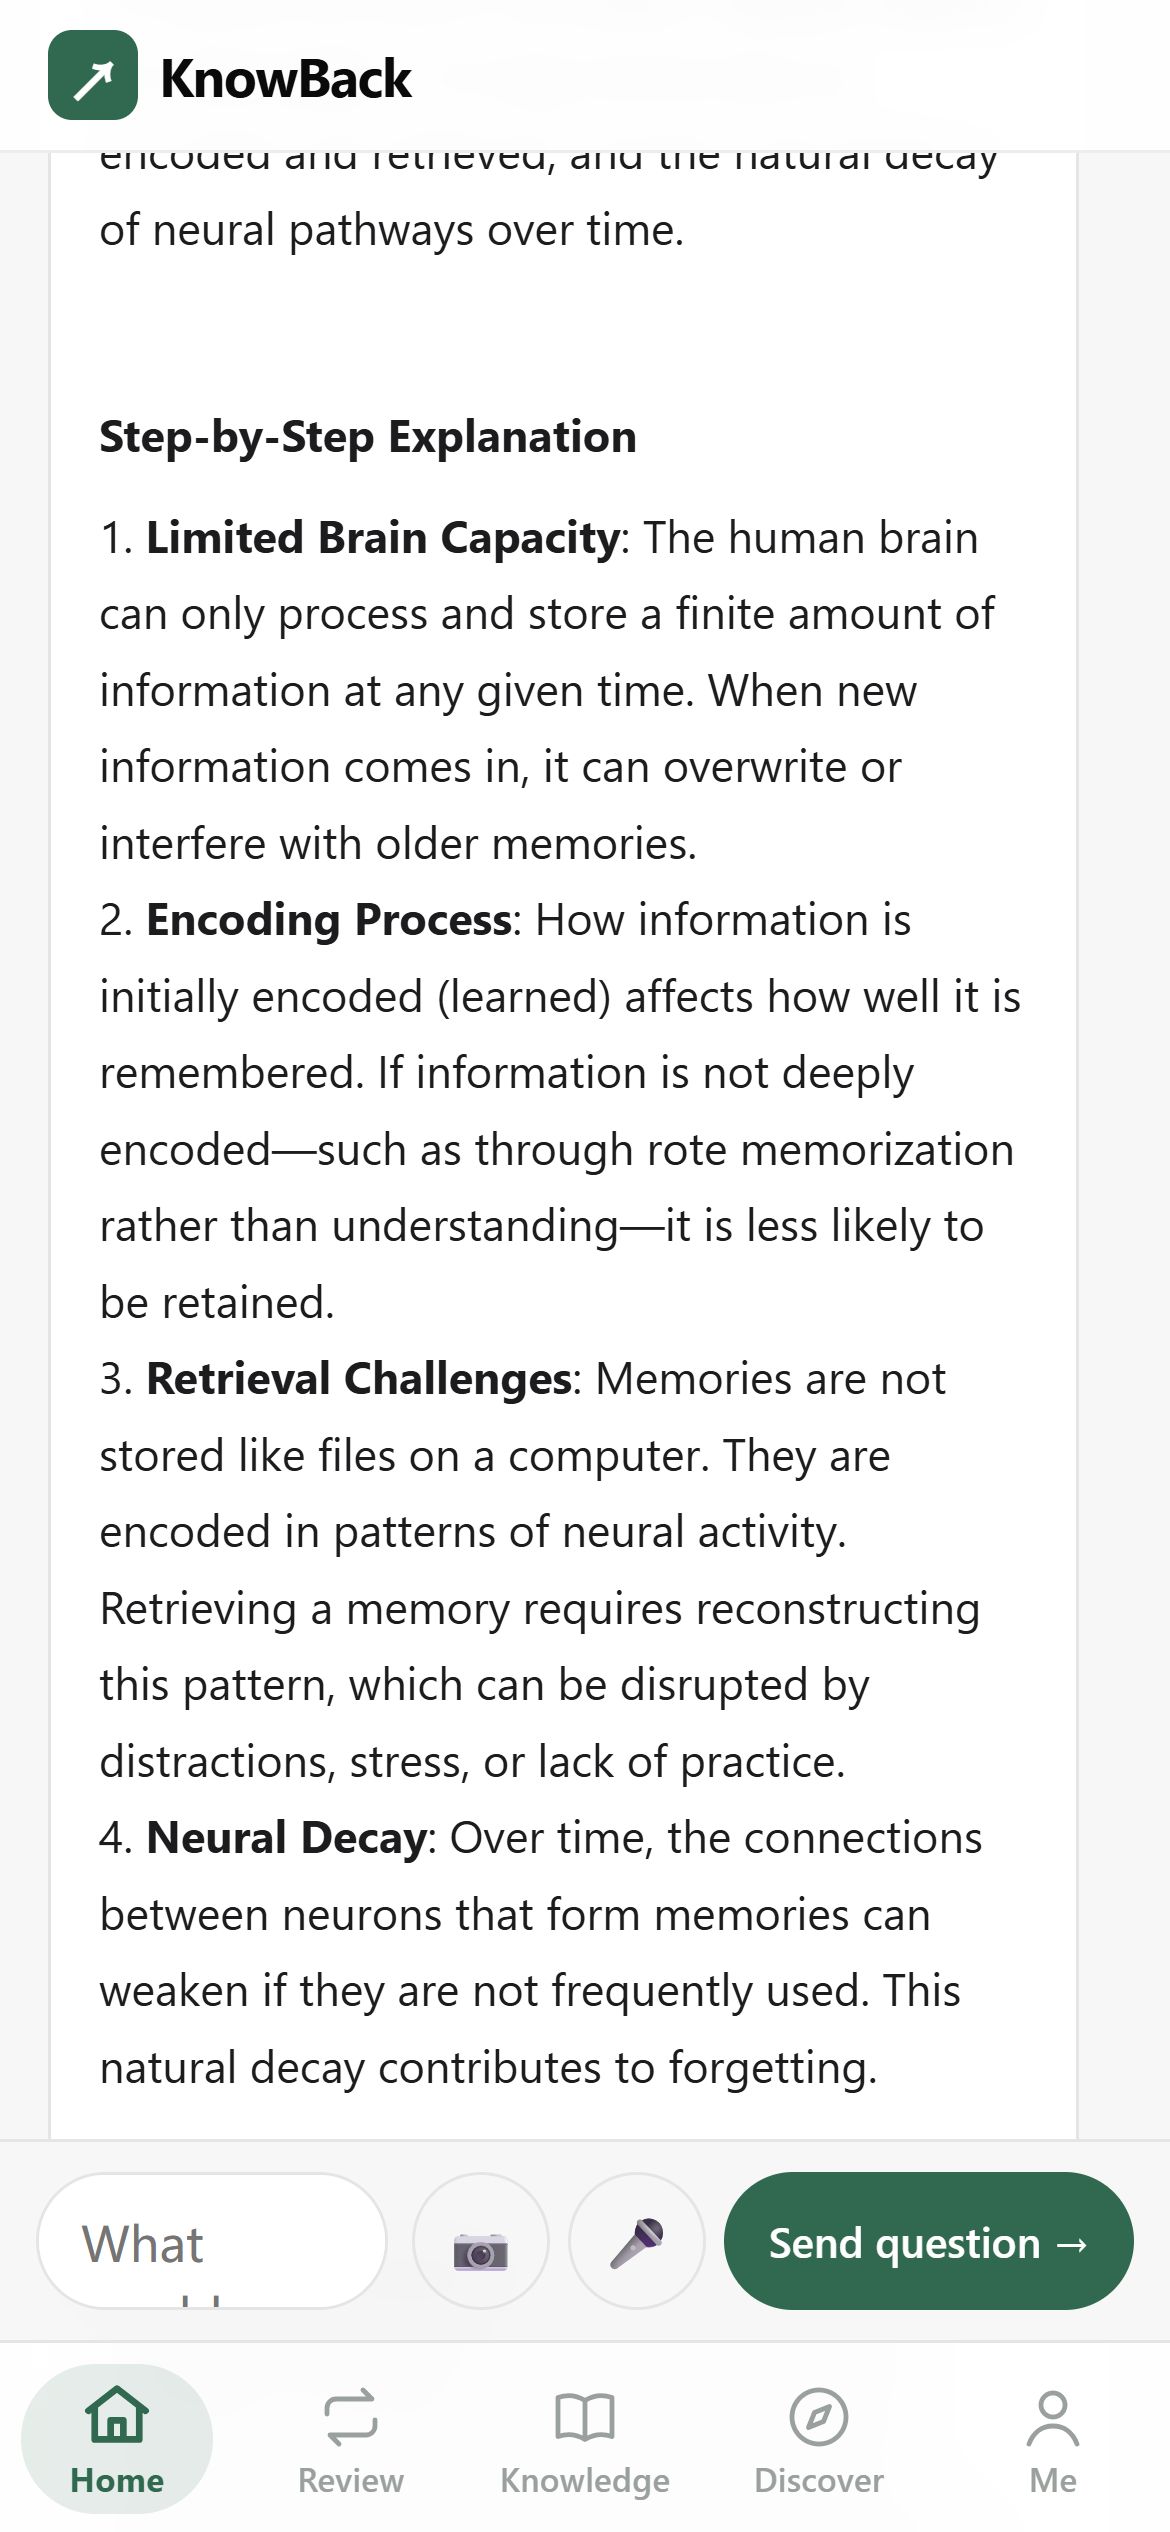 KnowBack
encoded and retrieved, and the natural decay
of neural pathways over time.
Step-by-Step Explanation
1. Limited Brain Capacity: The human brain
can only process and store a finite amount of
information at any given time. When new
information comes in, it can overwrite or
interfere with older memories.
2. Encoding Process: How information is
initially encoded (learned) affects how well it is
remembered. If information is not deeply
encoded—such as through rote memorization
rather than understanding—it is less likely to
be retained.
3. Retrieval Challenges: Memories are not
stored like files on a computer. They are
encoded in patterns of neural activity.
Retrieving a memory requires reconstructing
this pattern, which can be disrupted by
distractions, stress, or lack of practice.
4. Neural Decay: Over time, the connections
between neurons that form memories can
weaken if they are not frequently used. This
natural decay contributes to forgetting.
What
Send question →
Home
Review
Knowledge
Discover
Me